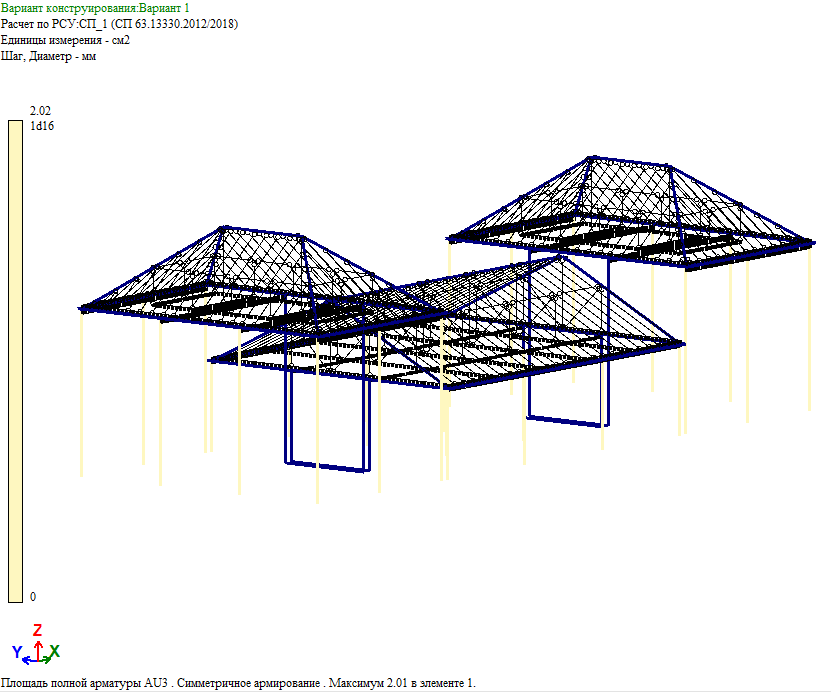 Вариант конструирования:Вариант 1
Расчет по РСУ:СП_1 (СП 63.13330.2012/2018)
Единицы измерения - см2
Шаг, Диаметр - мм
2.02
1d16
0
Z
Y X
Площадь полной арматуры AU3 . Симметричное армирование . Максимум 2.01 в элементе 1.